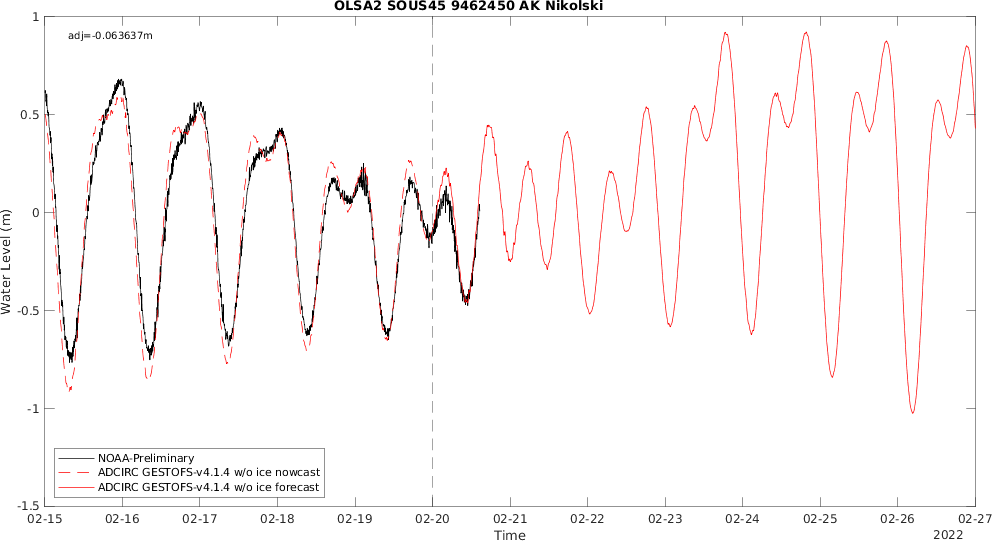 OLSA2 SOUS45 9462450 AK Nikolski
adj=-0.063637m
1
0.5
0
-0.5
-1
-1.5
Water Level (m)
NOAA-Preliminary
ADCIRC GESTOFS-v4.1.4 w/o ice nowcast
ADCIRC GESTOFS-v4.1.4 w/o ice forecast
02-15 02-16 02-17 02-18 02-19 02-20 02-21 02-22 02-23 02-24 02-25 02-26 02-27
Time
2022